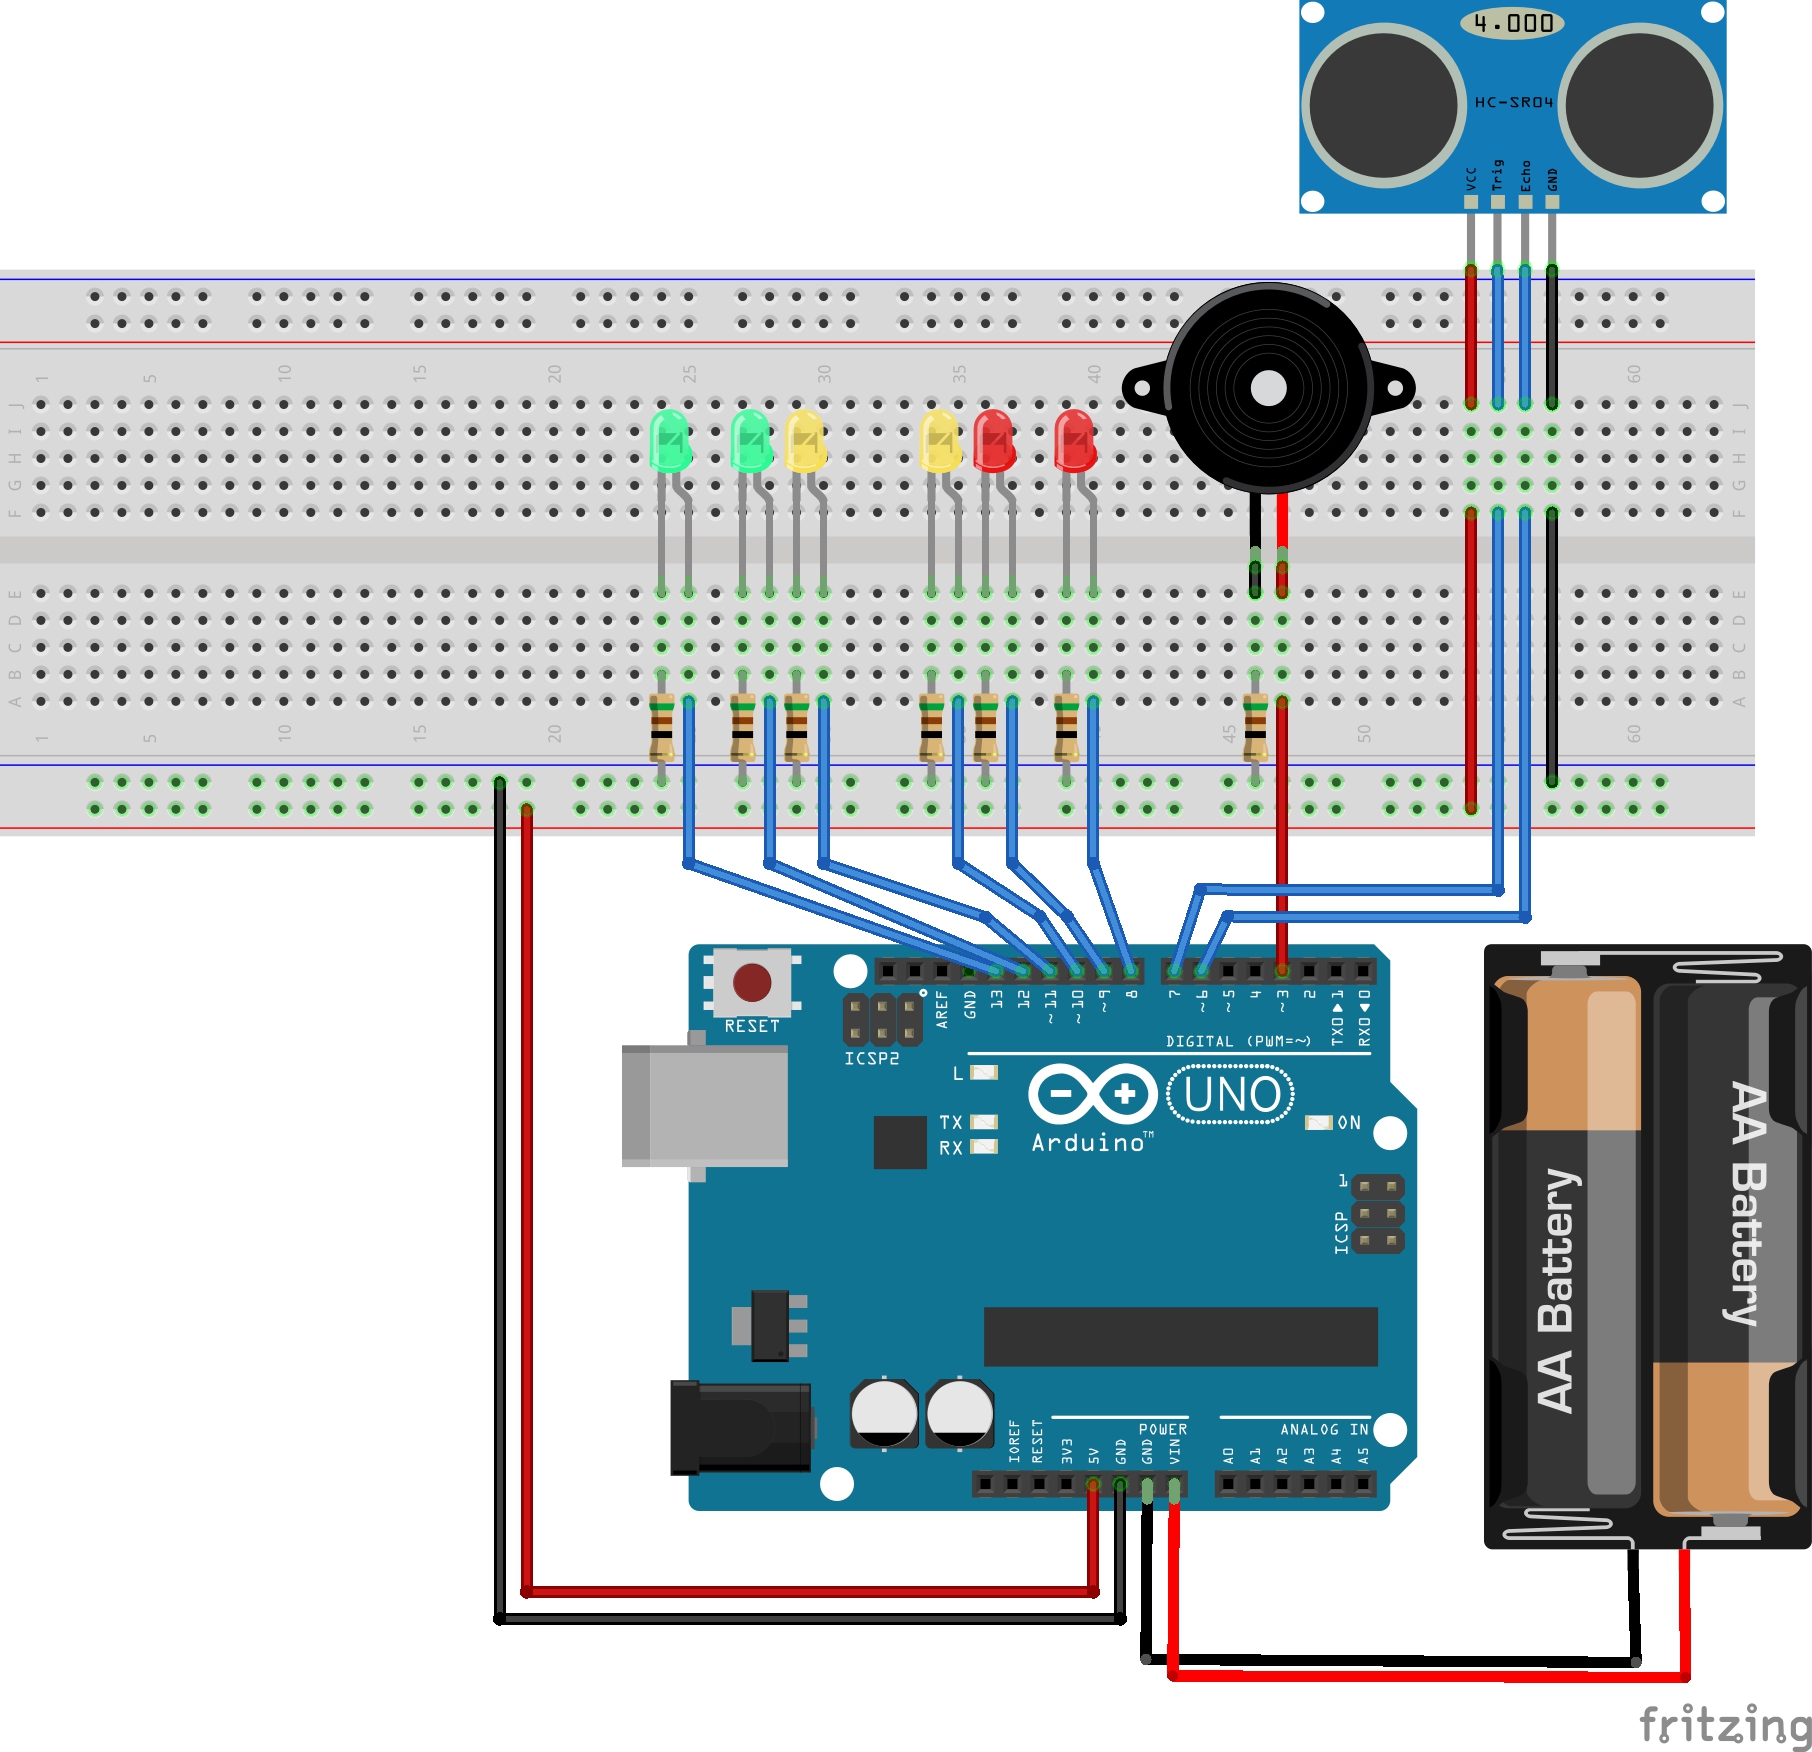 4.000
HC-SR04
VCC
Trig
Echo
GND
1
5
10
15
20
25
30
35
40
60
J
J
I
I
H
H
G
G
F
F
E
E
D
D
C
C
B
B
A
A
1
5
10
15
20
45
50
60
RESET
ICSP2
AREF
GND
13
12
~11
~10
~9
8
7
~6
~5
4
~3
2
TX0▶1
RX0◀0
DIGITAL (PWM=~)
L
TX
RX
UNO
Arduino™
ON
1
ICSP
AA Battery
AA Battery
POWER
ANALOG IN
IOREF
RESET
3V3
5V
GND
GND
VIN
A0
A1
A2
A3
A4
A5
fritzing